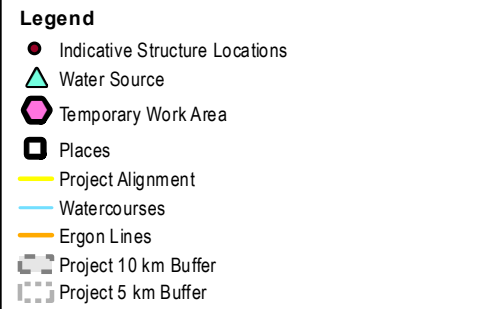 Legend
Indicative Structure Locations
Water Source
Temporary Work Area
Places
Project Alignment
Watercourses
Ergon Lines
Project 10 km Buffer
Project 5 km Buffer